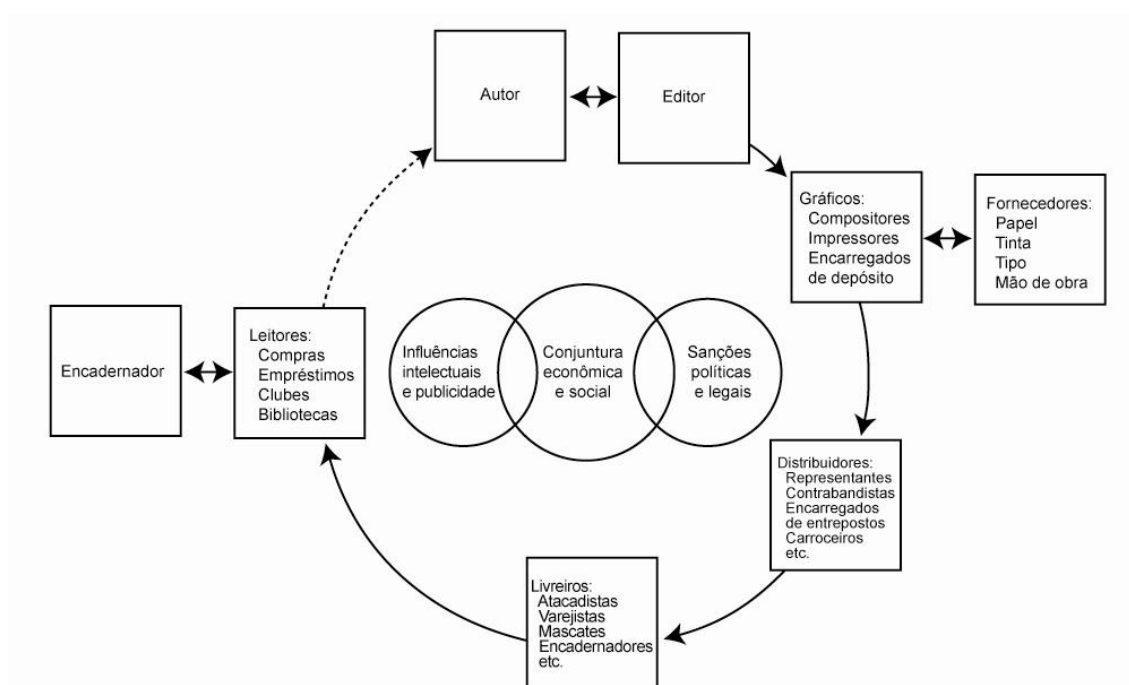 Autor
Editor
Gráficos:
Compositores
Impressores
Encarregados
de depósito
Fornecedores:
Papel
Tinta
Tipo
Mão de obra
Encadernador
Leitores:
Compras
Empréstimos
Clubes
Bibliotecas
Influências
intelectuais
e publicidade
Conjuntura
econômica
e social
Sanções
políticas
e legais
Distribuidores:
Representantes
Contrabandistas
Encarregados
de entrepostos
Carroceiros
etc.
Livreiros:
Atacadistas
Varejistas
Mascates
Encadernadores
etc.